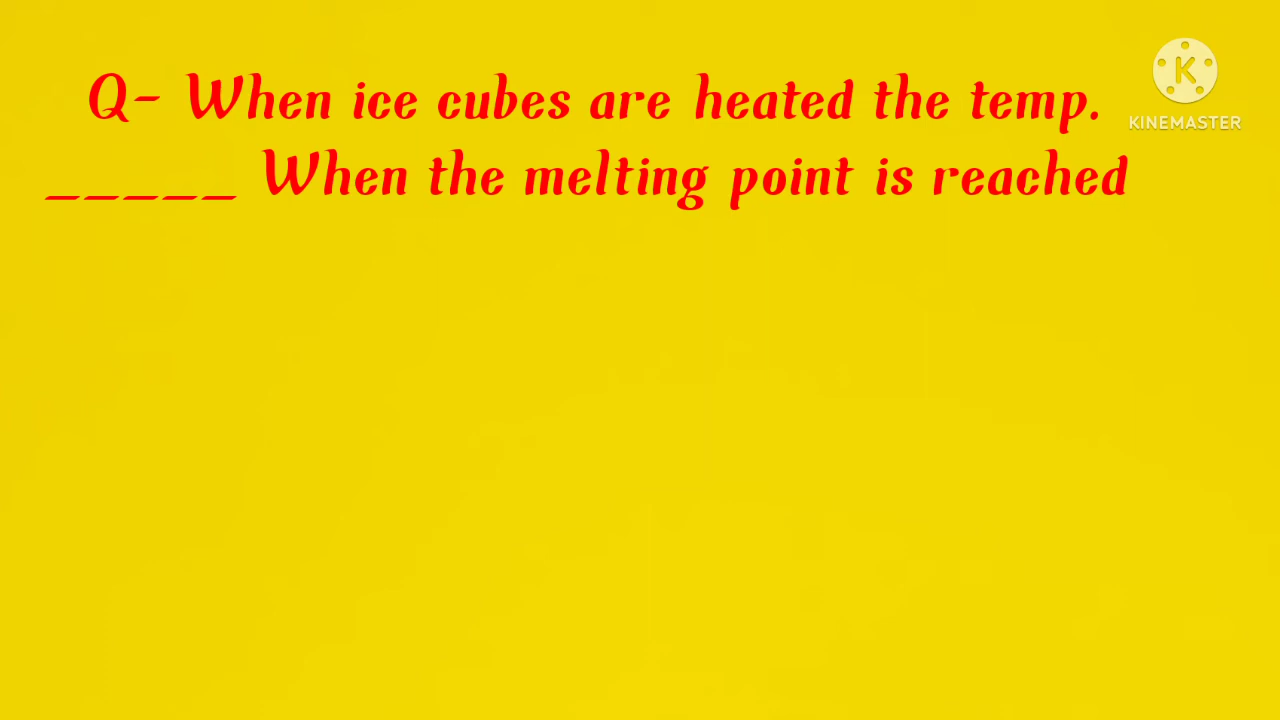 Q- When ice cubes are heated the temp.
_____ When the melting point is reached
K
KINEMASTER